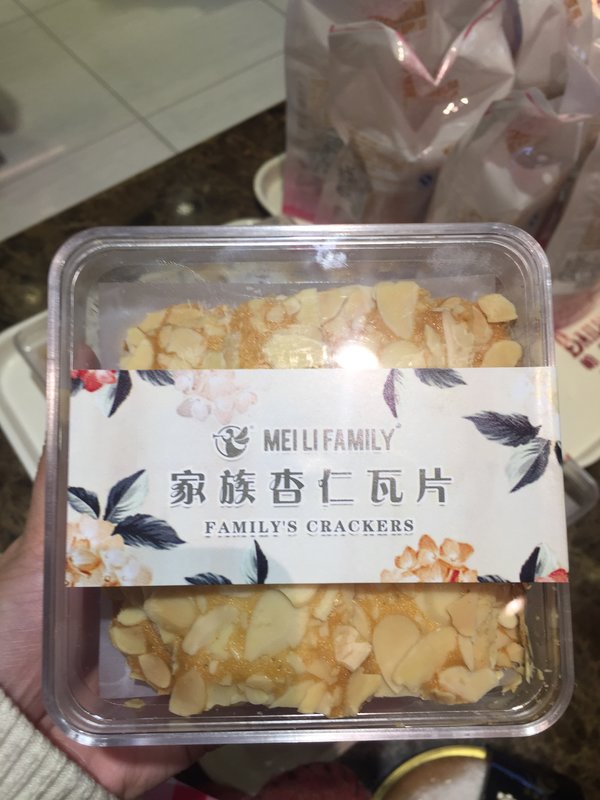 MEI LI FAMILY
家族杏仁瓦片
FAMILY'S CRACKERS